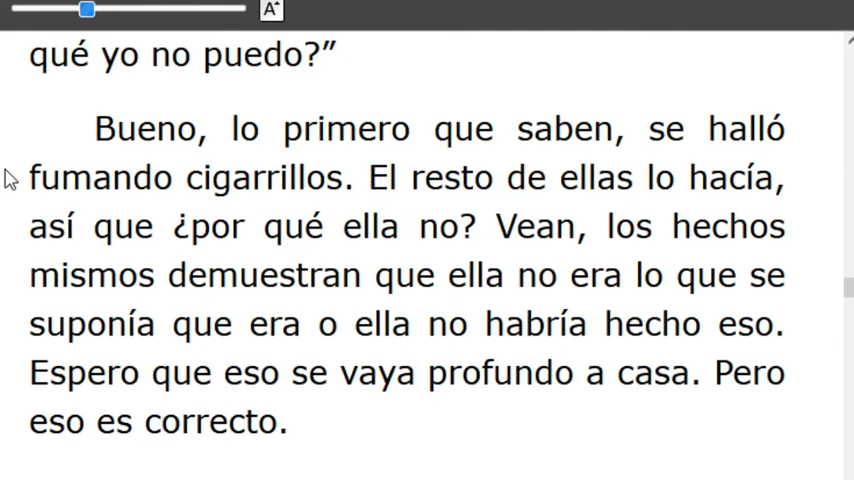 A
qué yo no puedo?”
Bueno, lo primero que saben, se halló
fumando cigarrillos. El resto de ellas lo hacía,
así que ¿por qué ella no? Vean, los hechos
mismos demuestran que ella no era lo que se
suponía que era o ella no habría hecho eso.
Espero que eso se vaya profundo a casa. Pero
eso es correcto.